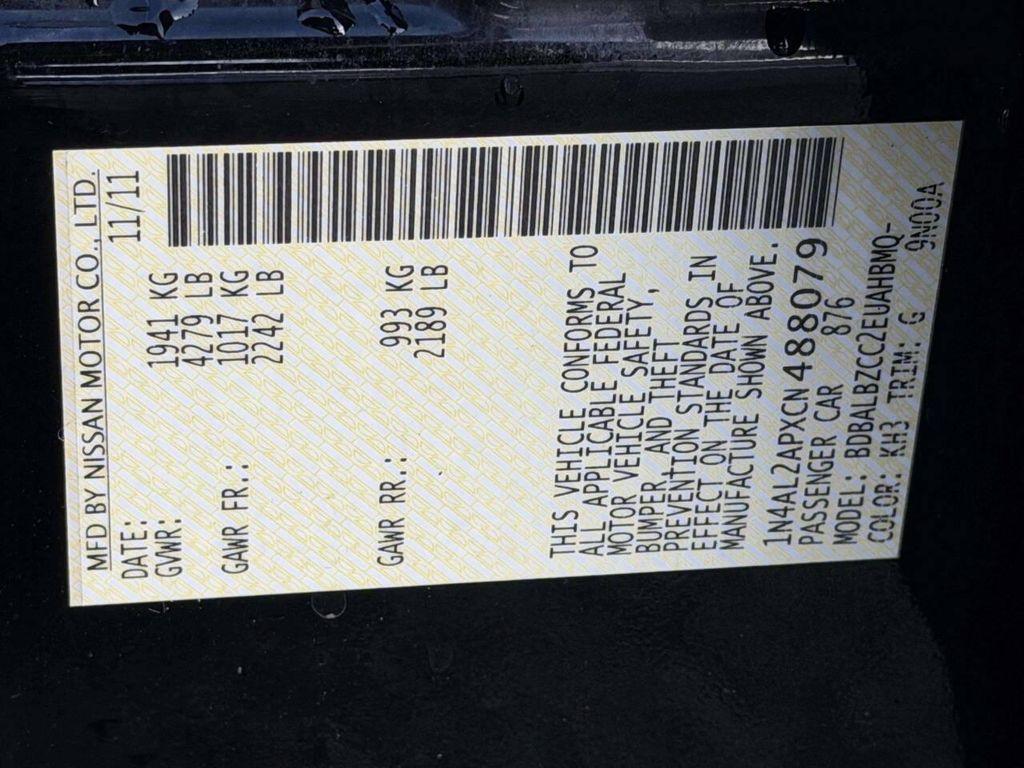 MFD BY NISSAN MOTOR CO., LTD.
DATE: 11/11
GVWR: 1941 KG
4279 LB
GAWR FR.: 1017 KG
2242 LB
GAWR RR.: 993 KG
2189 LB
THIS VEHICLE CONFORMS TO
ALL APPLICABLE FEDERAL
MOTOR VEHICLE SAFETY,
BUMPER, AND THEFT
PREVENTION STANDARDS IN
EFFECT ON THE DATE OF
MANUFACTURE SHOWN ABOVE.
1N4AL2APXCN488079
PASSENGER CAR 876
MODEL: BDBALBZCC2EUAHBMQ-
COLOR: KH3 TRIM: G 9N00A